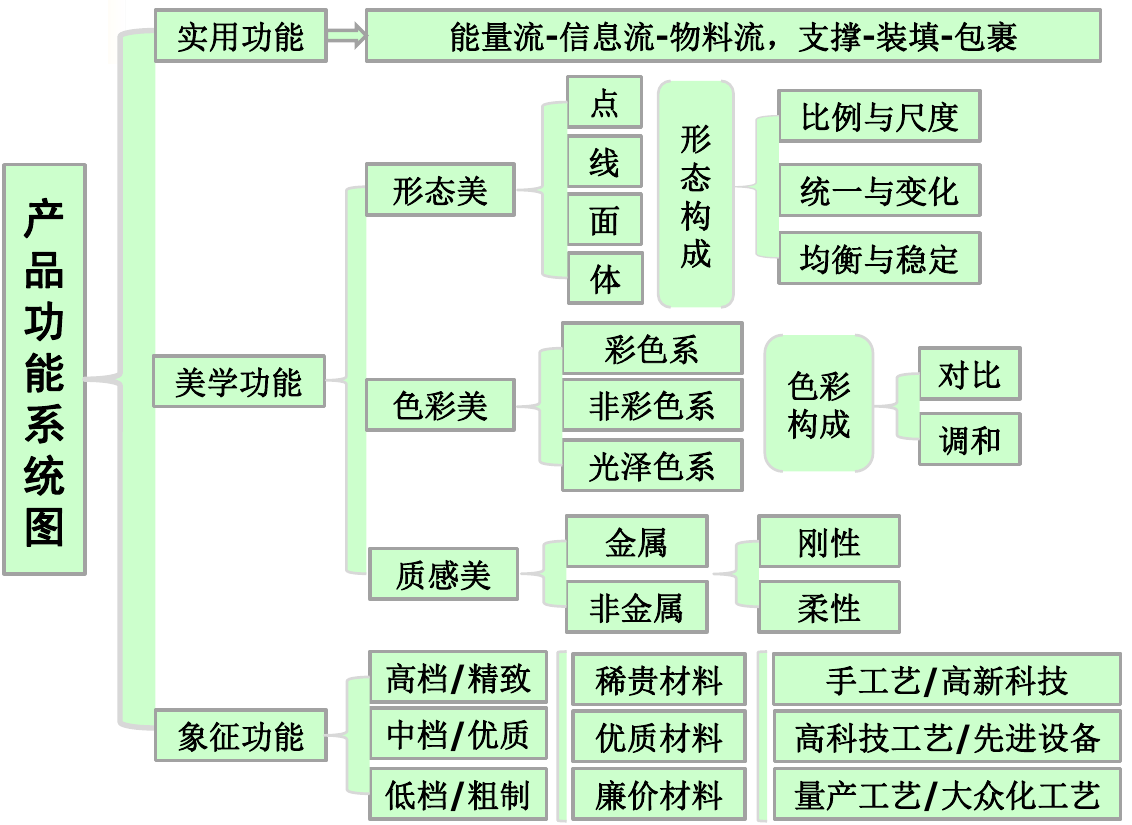 产品功能系统图
实用功能
能量流-信息流-物料流，支撑-装填-包裹
美学功能
形态美
点
线
面
体
形态构成
比例与尺度
统一与变化
均衡与稳定
色彩美
彩色系
非彩色系
光泽色系
色彩
构成
对比
调和
质感美
金属
非金属
刚性
柔性
象征功能
高档/精致
稀贵材料
手工艺/高新科技
中档/优质
优质材料
高科技工艺/先进设备
低档/粗制
廉价材料
量产工艺/大众化工艺